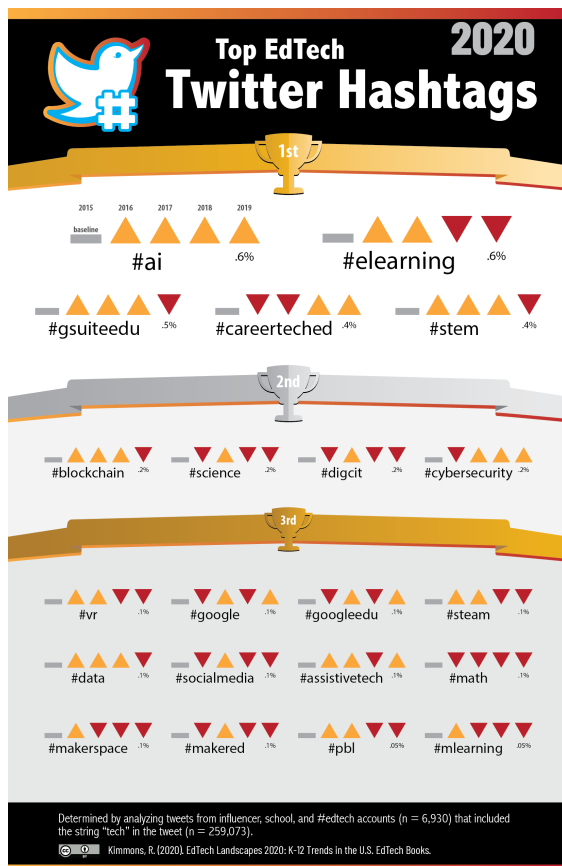 2020
Top EdTech
Twitter Hashtags
#
1st
2015 2016 2017 2018 2019
baseline
#ai .6%
#elearning .6%
#gsuiteedu .5%
#careerteched .4%
#stem .4%
2nd
#blockchain .2%
#science .2%
#digcit .2%
#cybersecurity .2%
3rd
#vr .1%
#google .1%
#googleedu .1%
#steam .1%
#data .1%
#socialmedia .1%
#assistivetech .1%
#math .1%
#makerspace .1%
#makered .1%
#pbl .05%
#mlearning .05%
Determined by analyzing tweets from influencer, school, and #edtech accounts (n = 6,930) that included
the string “tech” in the tweet (n = 259,073).
cc BY Kimmons, R. (2020). EdTech Landscapes 2020: K-12 Trends in the U.S. EdTech Books.